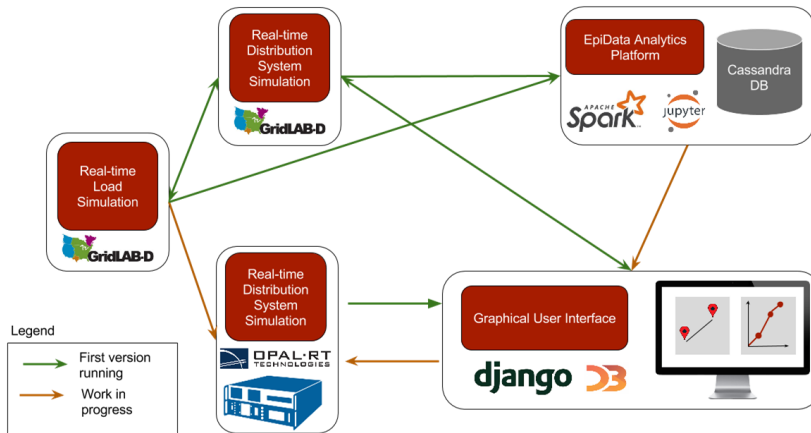 Real-time
Distribution
System
Simulation
GridLAB-D
EpiData Analytics
Platform
Cassandra
DB
APACHE
Spark
jupyter
Real-time
Load
Simulation
GridLAB-D
Real-time
Distribution
System
Simulation
OPAL-RT
TECHNOLOGIES
Graphical User Interface
django
D3
Legend
First version
running
Work in
progress